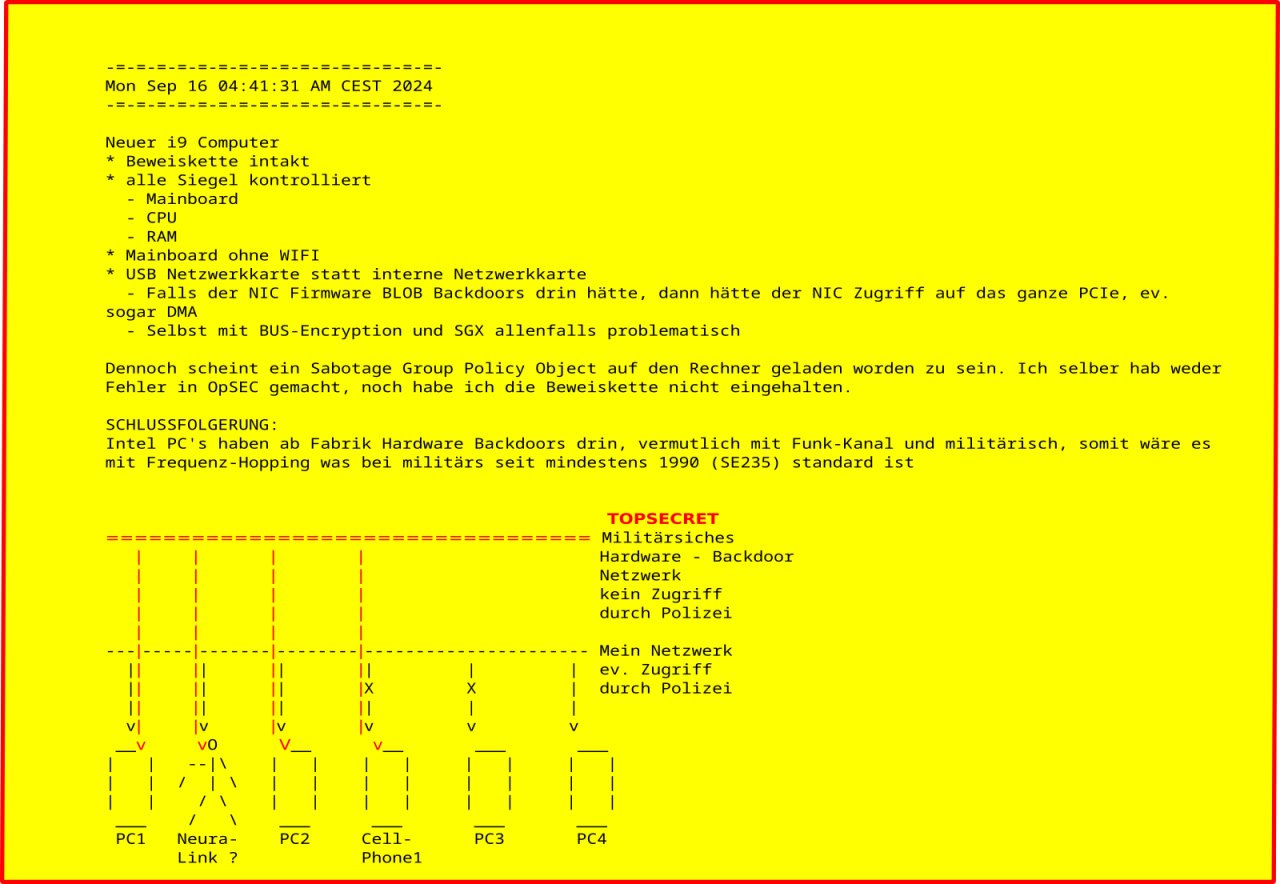 -=-=-=-=-=-=-=-=-=-=-=-=-=-=-=-=-
Mon Sep 16 04:41:31 AM CEST 2024
-=-=-=-=-=-=-=-=-=-=-=-=-=-=-=-=-
Neuer i9 Computer
* Beweiskette intakt
* alle Siegel kontrolliert
- Mainboard
- CPU
- RAM
* Mainboard ohne WIFI
* USB Netzwerkkarte statt interne Netzwerkkarte
- Falls der NIC Firmware BLOB Backdoors drin hätte, dann hätte der NIC Zugriff auf das ganze PCIe, ev.
sogar DMA
- Selbst mit BUS-Encryption und SGX allenfalls problematisch
Dennoch scheint ein Sabotage Group Policy Object auf den Rechner geladen worden zu sein. Ich selber hab weder
Fehler in OpSEC gemacht, noch habe ich die Beweiskette nicht eingehalten.
SCHLUSSFOLGERUNG:
Intel PC's haben ab Fabrik Hardware Backdoors drin, vermutlich mit Funk-Kanal und militärisch, somit wäre es
mit Frequenz-Hopping was bei militärs seit mindestens 1990 (SE235) standard ist
TOPSECRET
Militärsiches
Hardware - Backdoor
Netzwerk
kein Zugriff
durch Polizei
Mein Netzwerk
ev. Zugriff
X X durch Polizei
PC1 Neura- PC2 Cell- PC3 PC4
Link ? Phone1